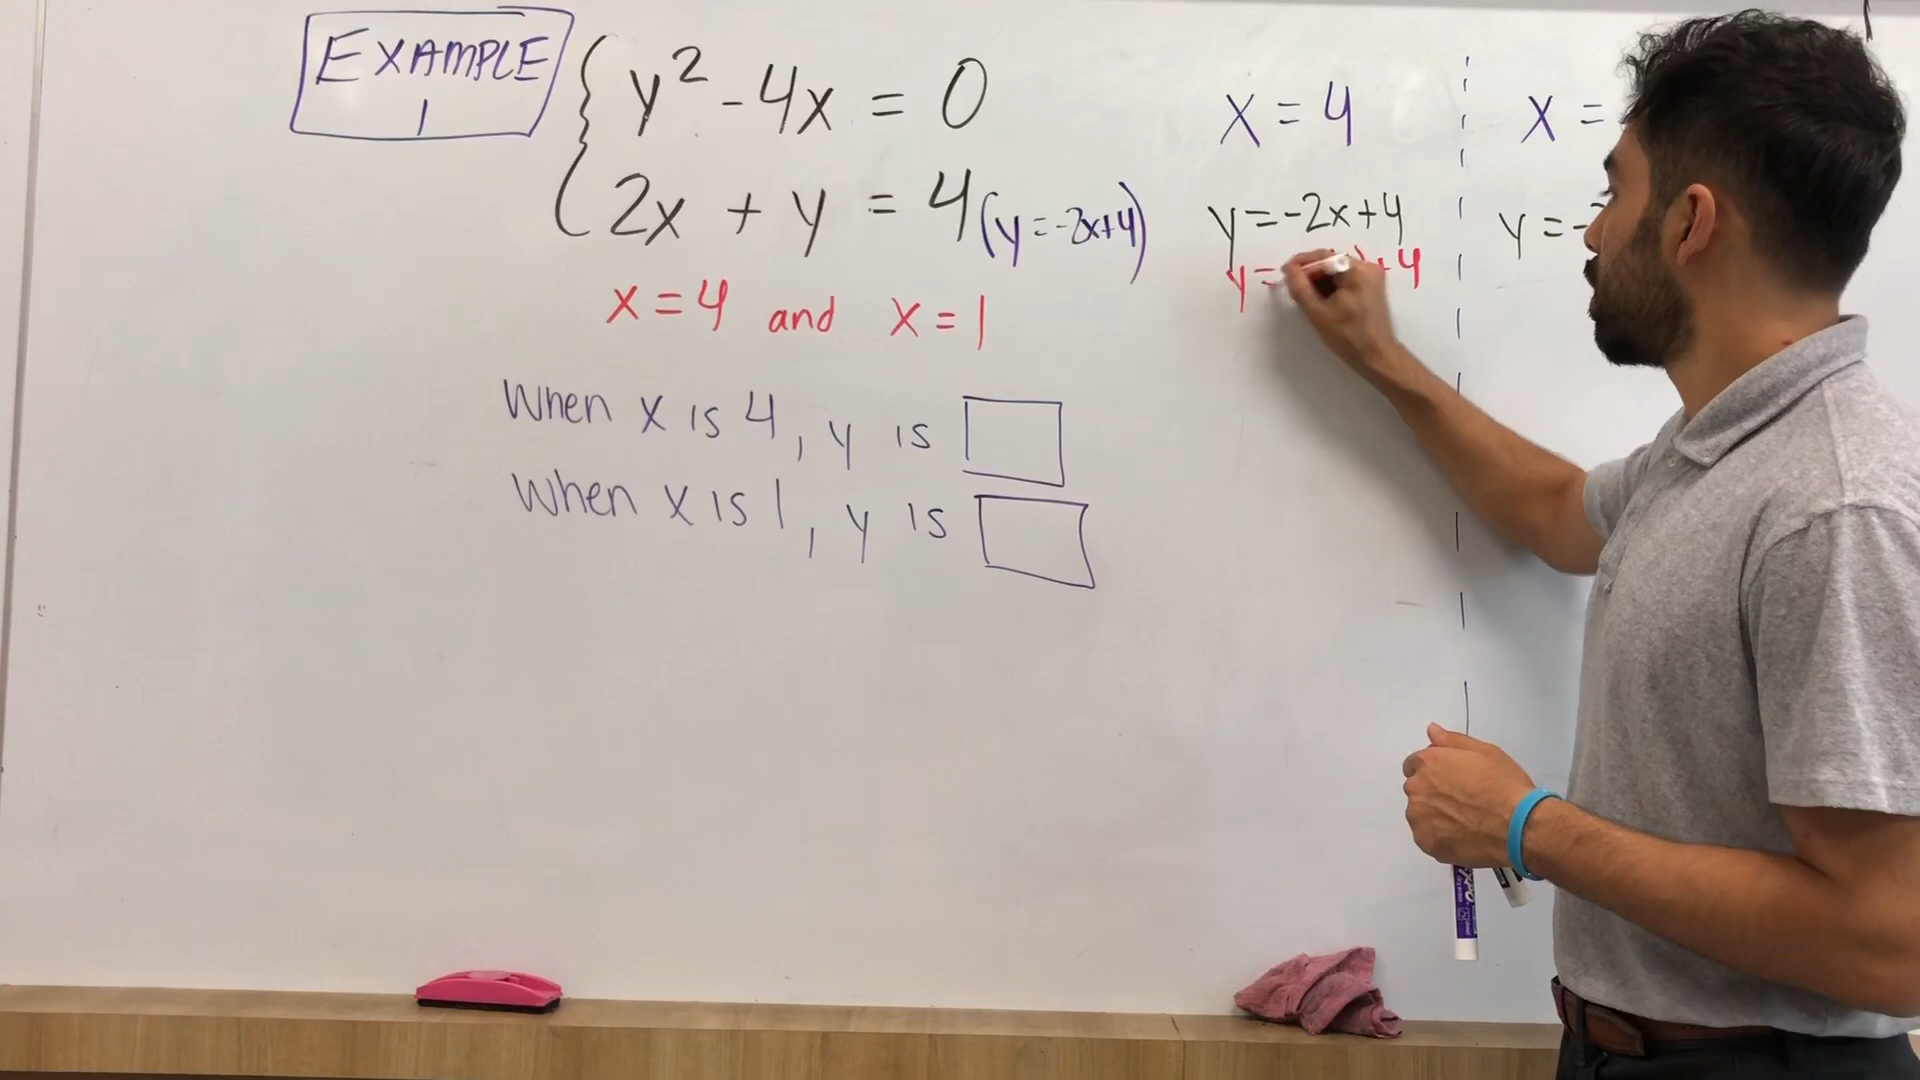 EXAMPLE
1
y² - 4x = 0
2x + y = 4 (y = -2x+4)
x = 4 and x = 1
When x is 4, y is
When x is 1, y is
x = 4
y = -2x+4
y = +4
x =
y = -